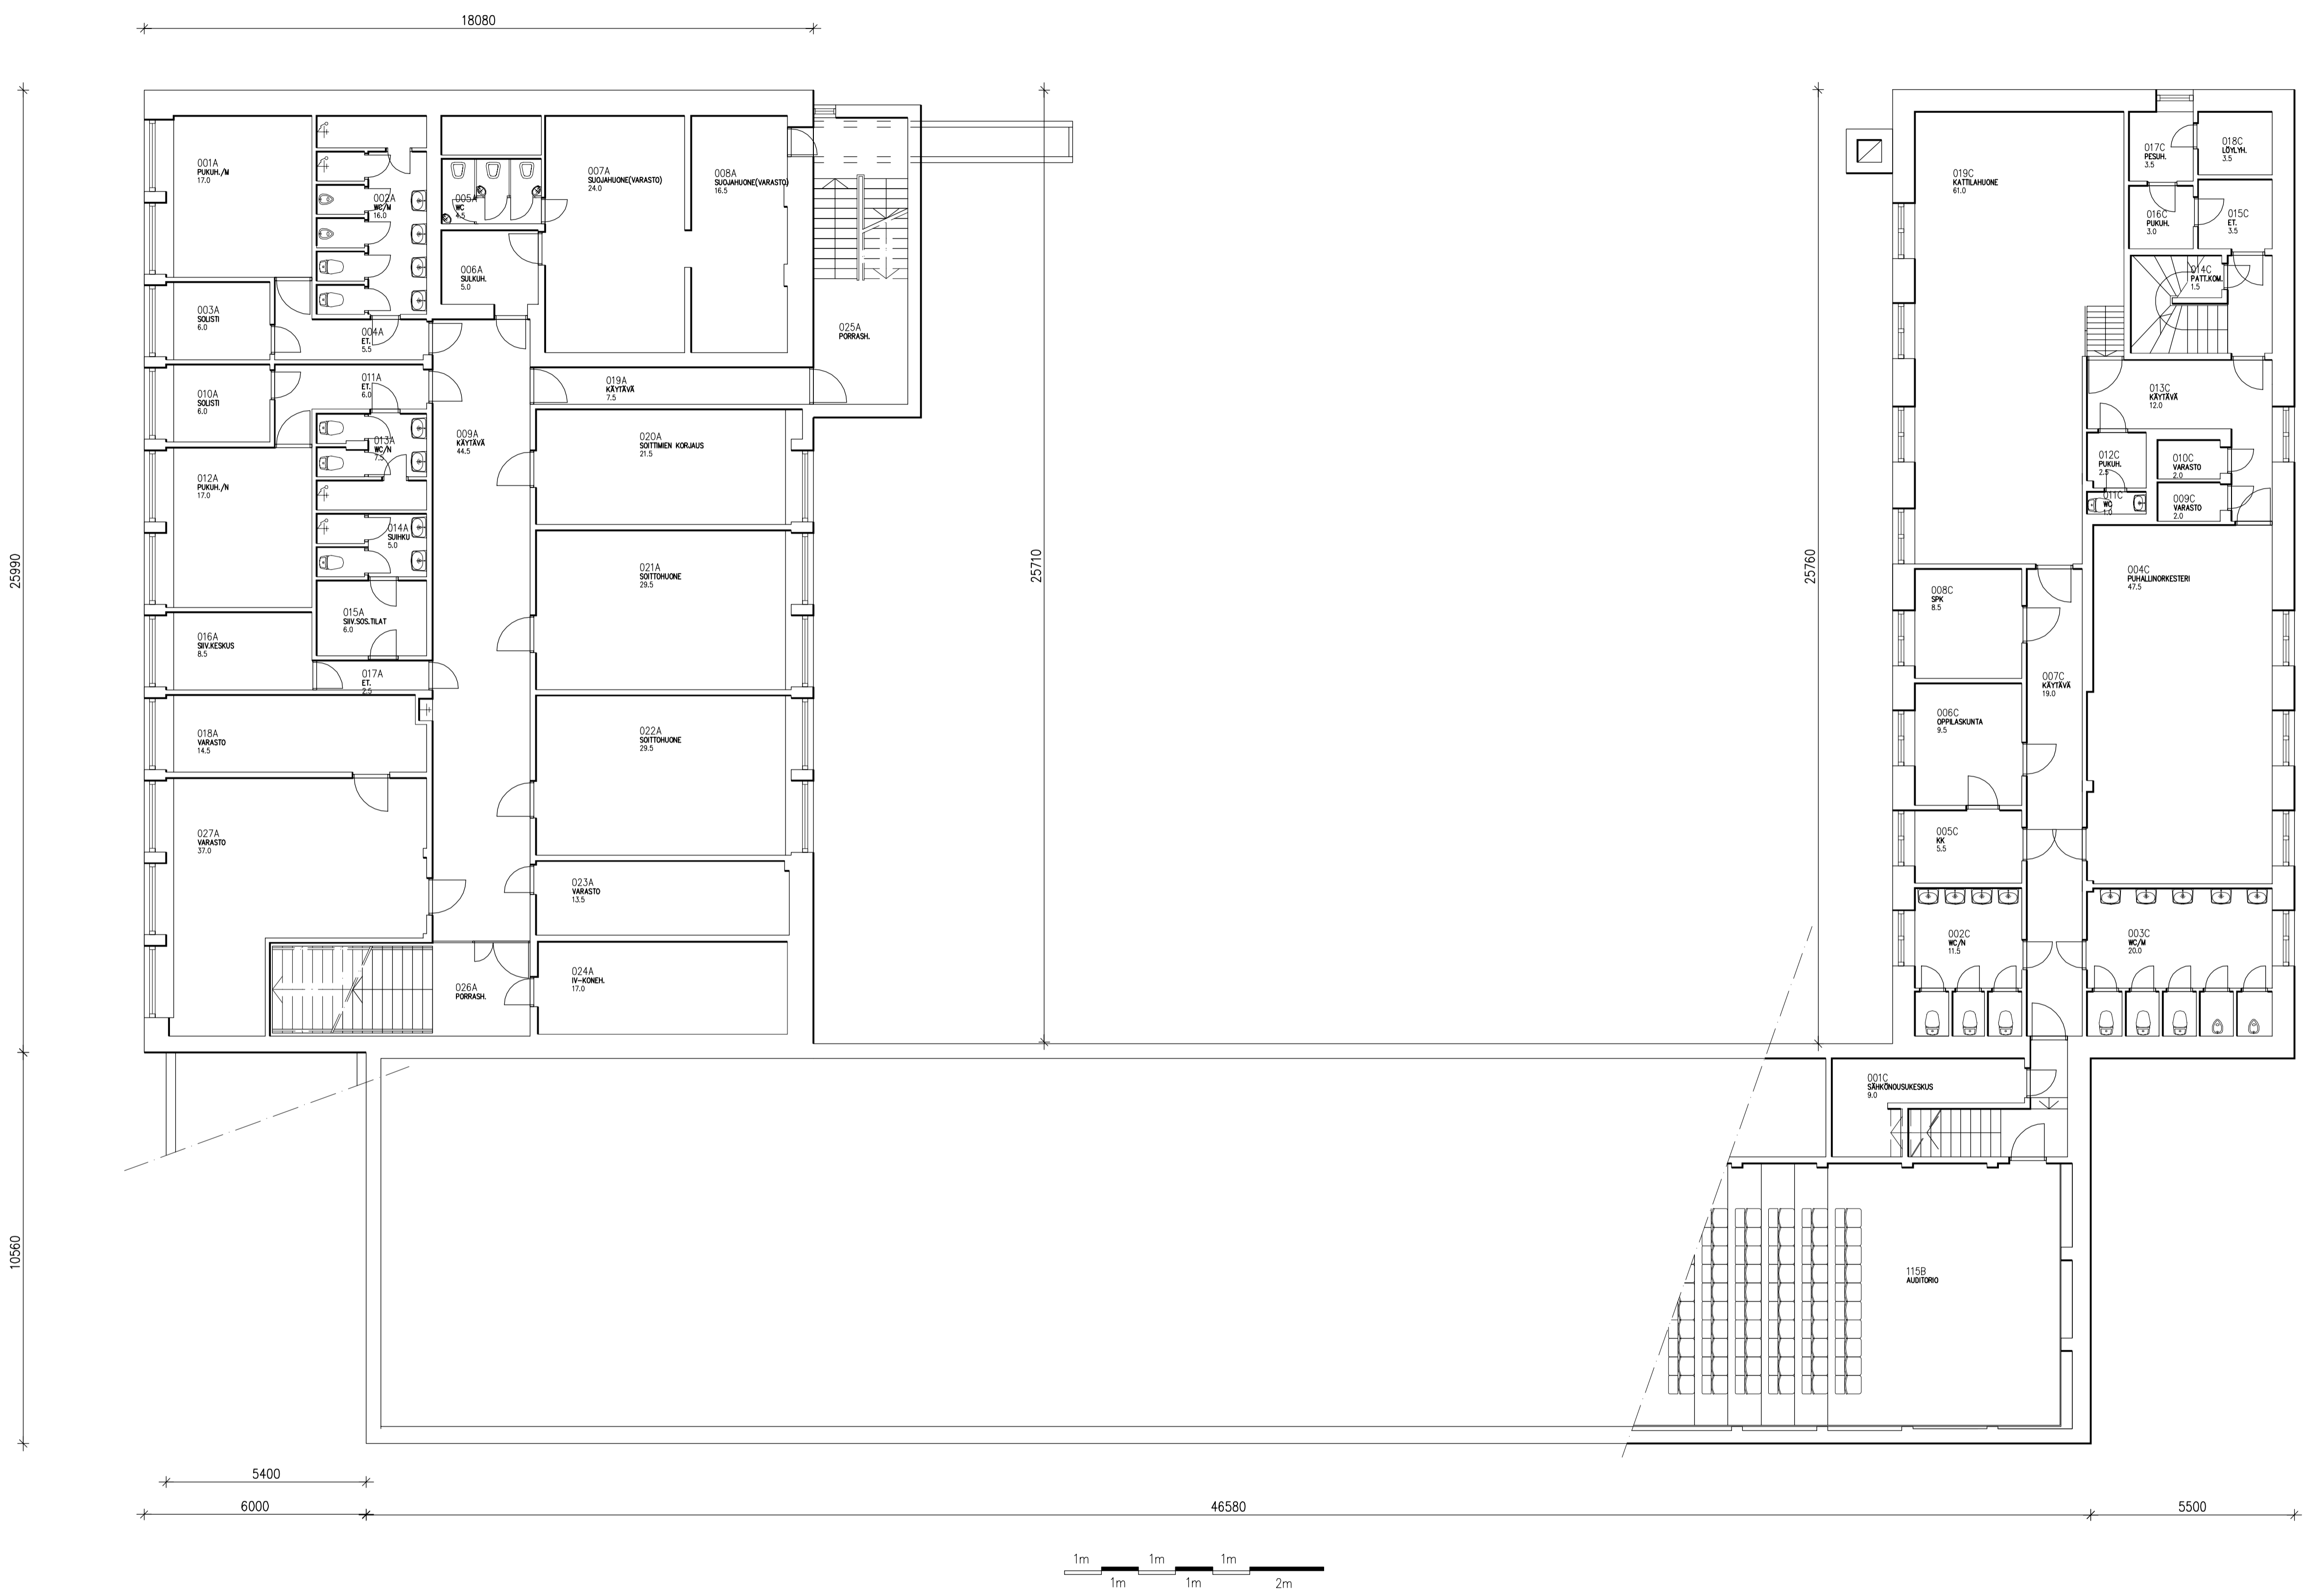 18080
001A
PUKUH./M
17.0
002A
WC/M
16.0
005A
WC
4.5
007A
SUOJAHUONE(VARASTO)
24.0
008A
SUOJAHUONE(VARASTO)
16.5
006A
SULKUH.
5.0
003A
SOLISTI
6.0
004A
ET.
5.5
025A
PORRASH.
011A
ET.
6.0
010A
SOLISTI
6.0
019A
KÄYTÄVÄ
7.5
009A
KÄYTÄVÄ
44.5
013A
WC/N
7.5
020A
SOITTIMIEN KORJAUS
21.5
012A
PUKUH./N
17.0
014A
SUIHKU
5.0
021A
SOITTOHUONE
29.5
015A
SIIV.SOS.TILAT
6.0
016A
SIIV.KESKUS
8.5
017A
ET.
2.5
018A
VARASTO
14.5
022A
SOITTOHUONE
29.5
027A
VARASTO
37.0
023A
VARASTO
13.5
024A
IV-KONEH.
17.0
026A
PORRASH.
25990
25710
25760
10560
019C
KATTILAHUONE
61.0
017C
PESUH.
3.5
018C
LÖYLYH.
3.5
016C
PUKUH.
3.0
015C
ET.
3.5
014C
PATT.KOM.
1.5
013C
KÄYTÄVÄ
12.0
012C
PUKUH.
2.5
010C
VARASTO
2.0
011C
WC
1.0
009C
VARASTO
2.0
004C
PUHALLINORKESTERI
47.5
008C
SPK
8.5
007C
KÄYTÄVÄ
19.0
006C
OPPILASKUNTA
9.5
005C
KK
5.5
002C
WC/N
11.5
003C
WC/M
20.0
001C
SÄHKÖNOUSUKESKUS
9.0
115B
AUDITORIO
5400
6000
46580
5500
1m 1m 1m
1m 1m 2m